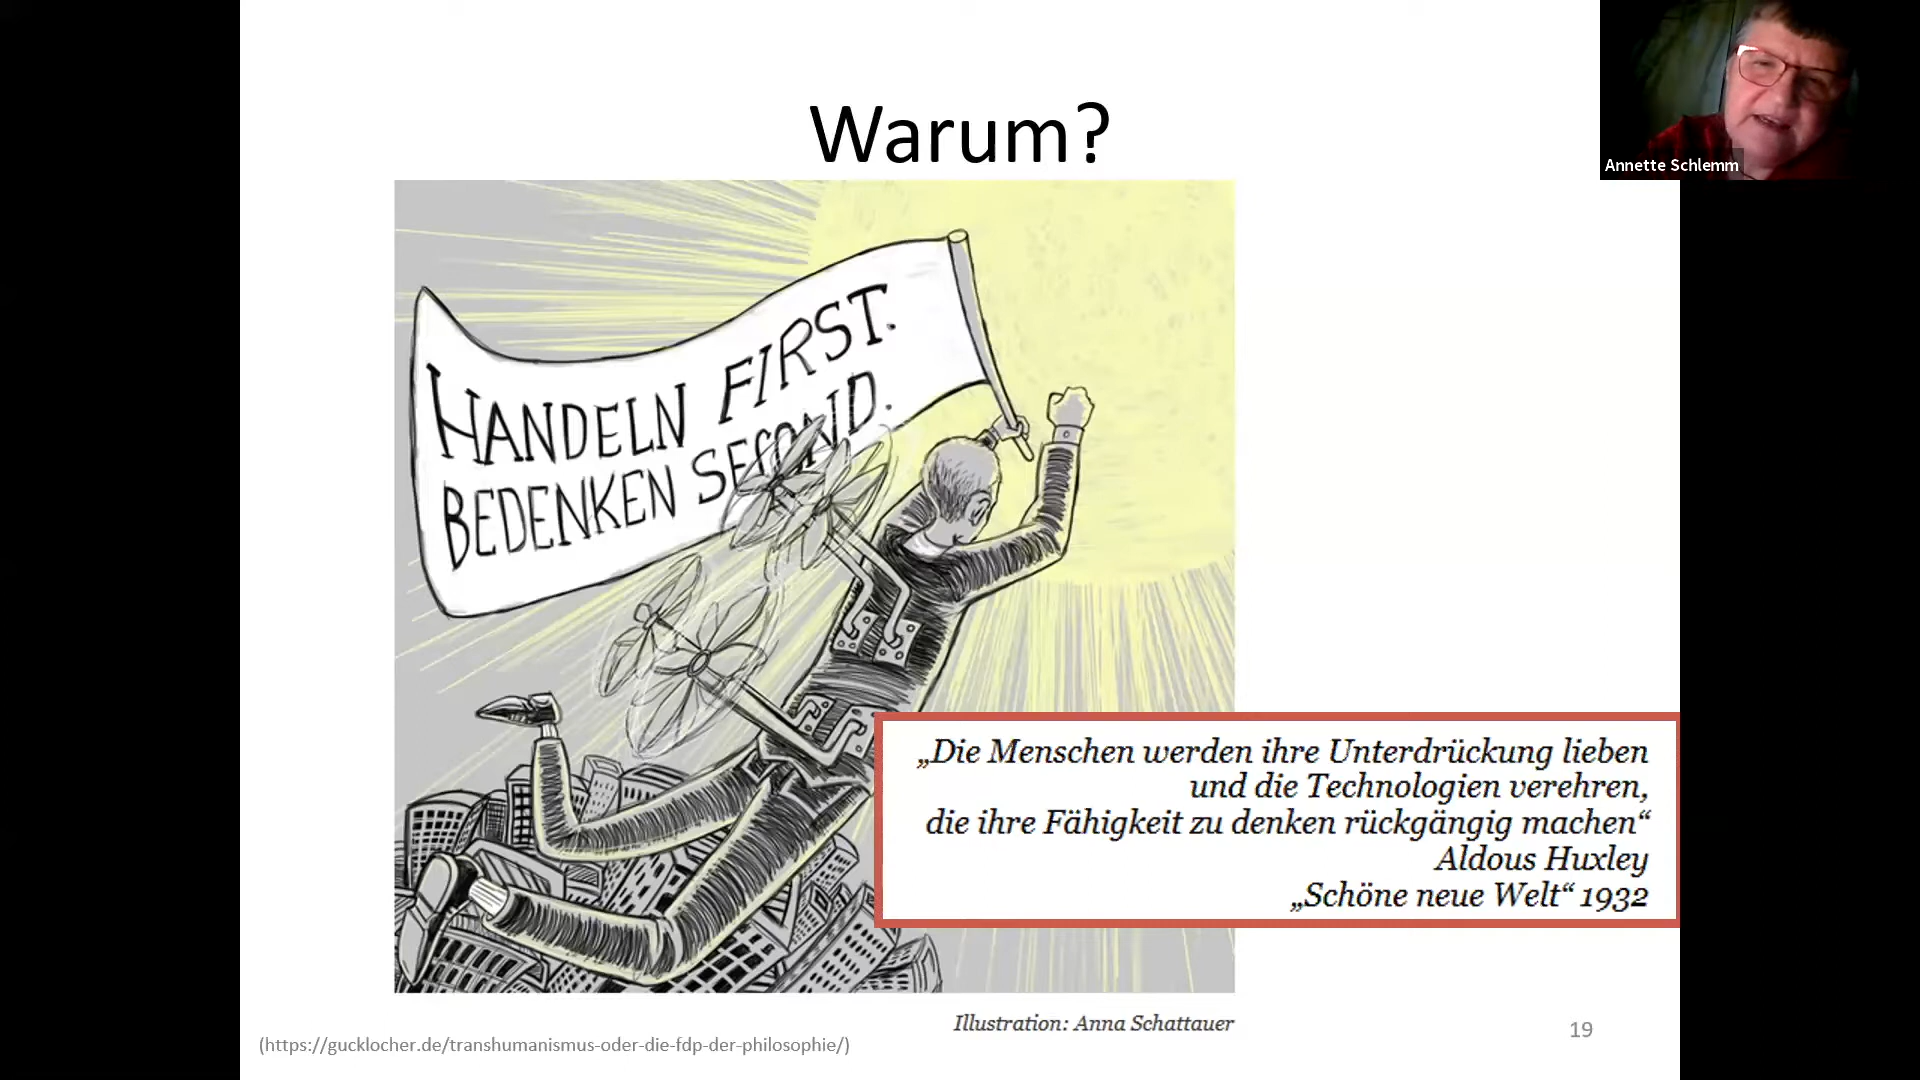 Warum?
Annette Schlemm
HANDELN FIRST.
BEDENKEN SECOND.
„Die Menschen werden ihre Unterdrückung lieben
und die Technologien verehren,
die ihre Fähigkeit zu denken rückgängig machen“
Aldous Huxley
„Schöne neue Welt“ 1932
Illustration: Anna Schattauer
(https://gucklocher.de/transhumanismus-oder-die-fdp-der-philosophie/)
19